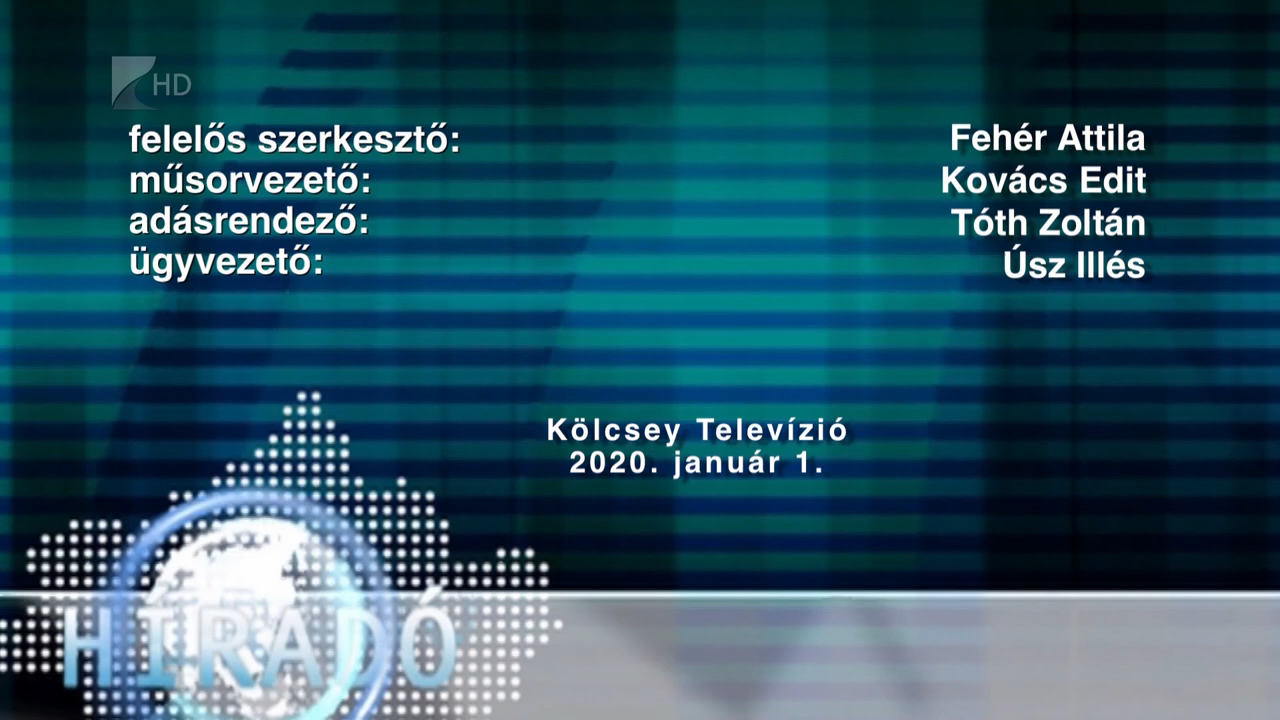 HD
felelős szerkesztő: Fehér Attila
műsorvezető: Kovács Edit
adásrendező: Tóth Zoltán
ügyvezető: Úsz Illés
Kölcsey Televízió
2020. január 1.
HÍRADÓ